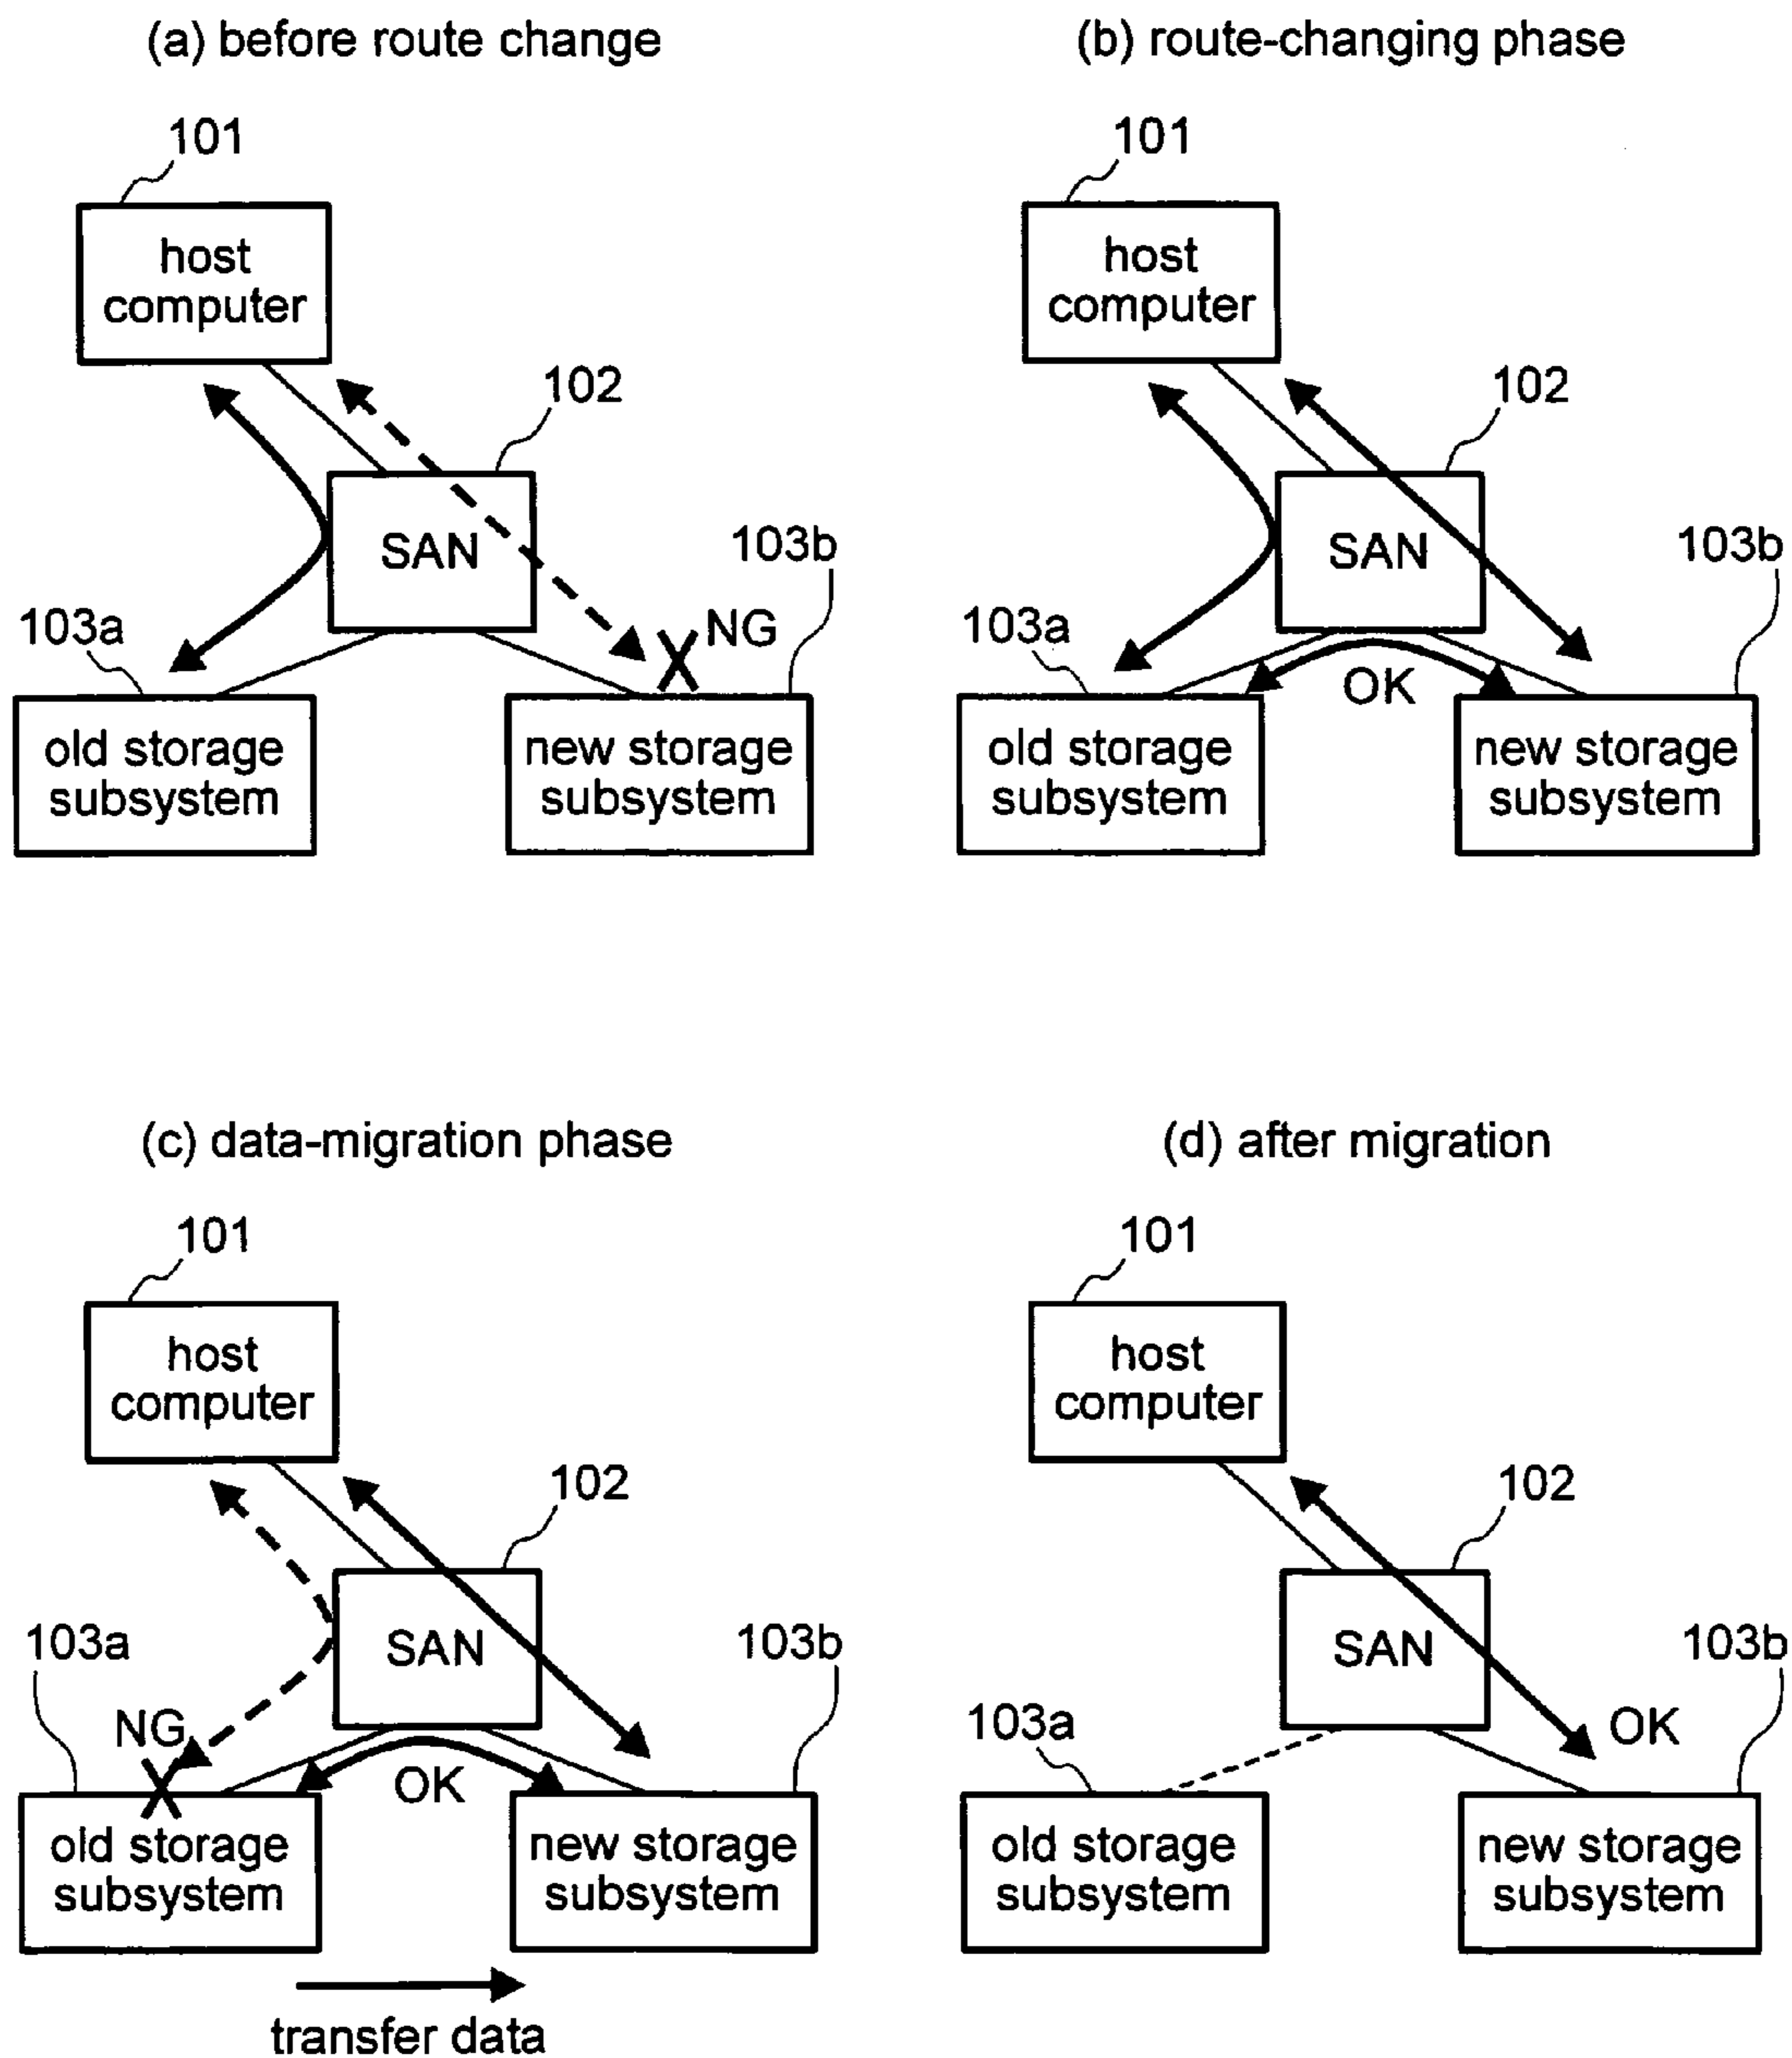 (a) before route change
101
host
computer
102
SAN
103b
103a
NG
old storage
subsystem
new storage
subsystem
(b) route-changing phase
101
host
computer
102
SAN
103b
103a
OK
old storage
subsystem
new storage
subsystem
(c) data-migration phase
101
host
computer
102
SAN
103a
103b
NG
OK
old storage
subsystem
new storage
subsystem
transfer data
(d) after migration
101
host
computer
102
SAN
103b
103a
OK
old storage
subsystem
new storage
subsystem